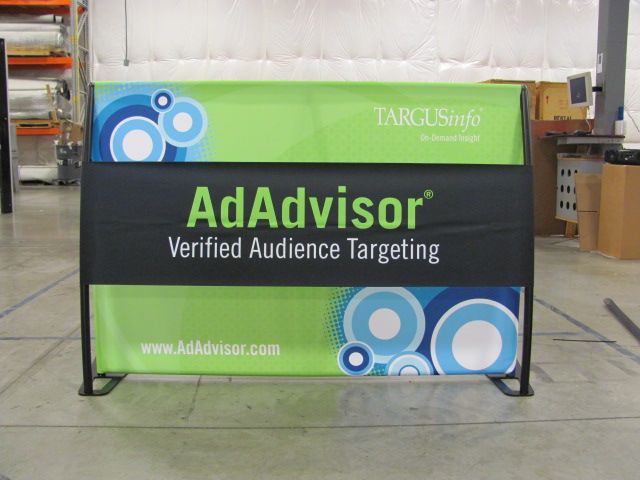 TARGUSinfo®
On-Demand Insight
AdAdvisor®
Verified Audience Targeting
www.AdAdvisor.com